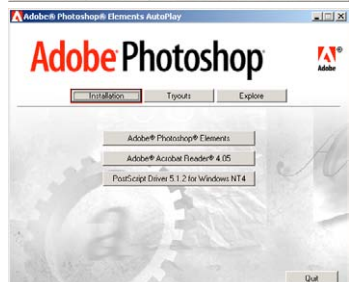 Adobe® Photoshop® Elements AutoPlay
Adobe® Photoshop®
Adobe
Installation Tryouts Explore
Adobe® Photoshop® Elements
Adobe® Acrobat Reader® 4.05
PostScript Driver 5.1.2 for Windows NT4
Quit